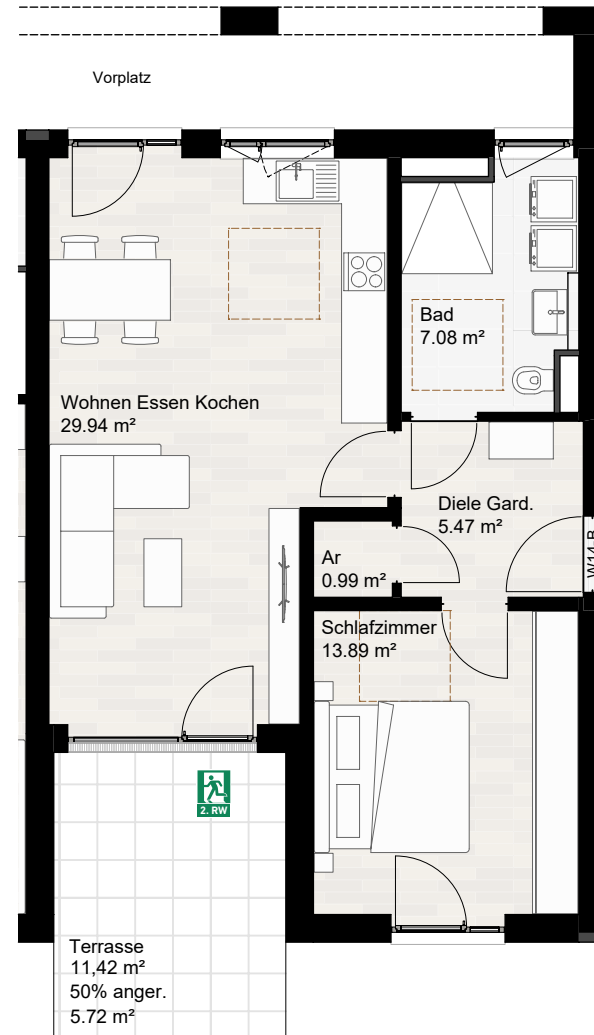 Vorplatz
Bad
7.08 m²
Wohnen Essen Kochen
29.94 m²
Diele Gard.
5.47 m²
W14-B
Ar
0.99 m²
Schlafzimmer
13.89 m²
2. RW
Terrasse
11,42 m²
50% anger.
5.72 m²